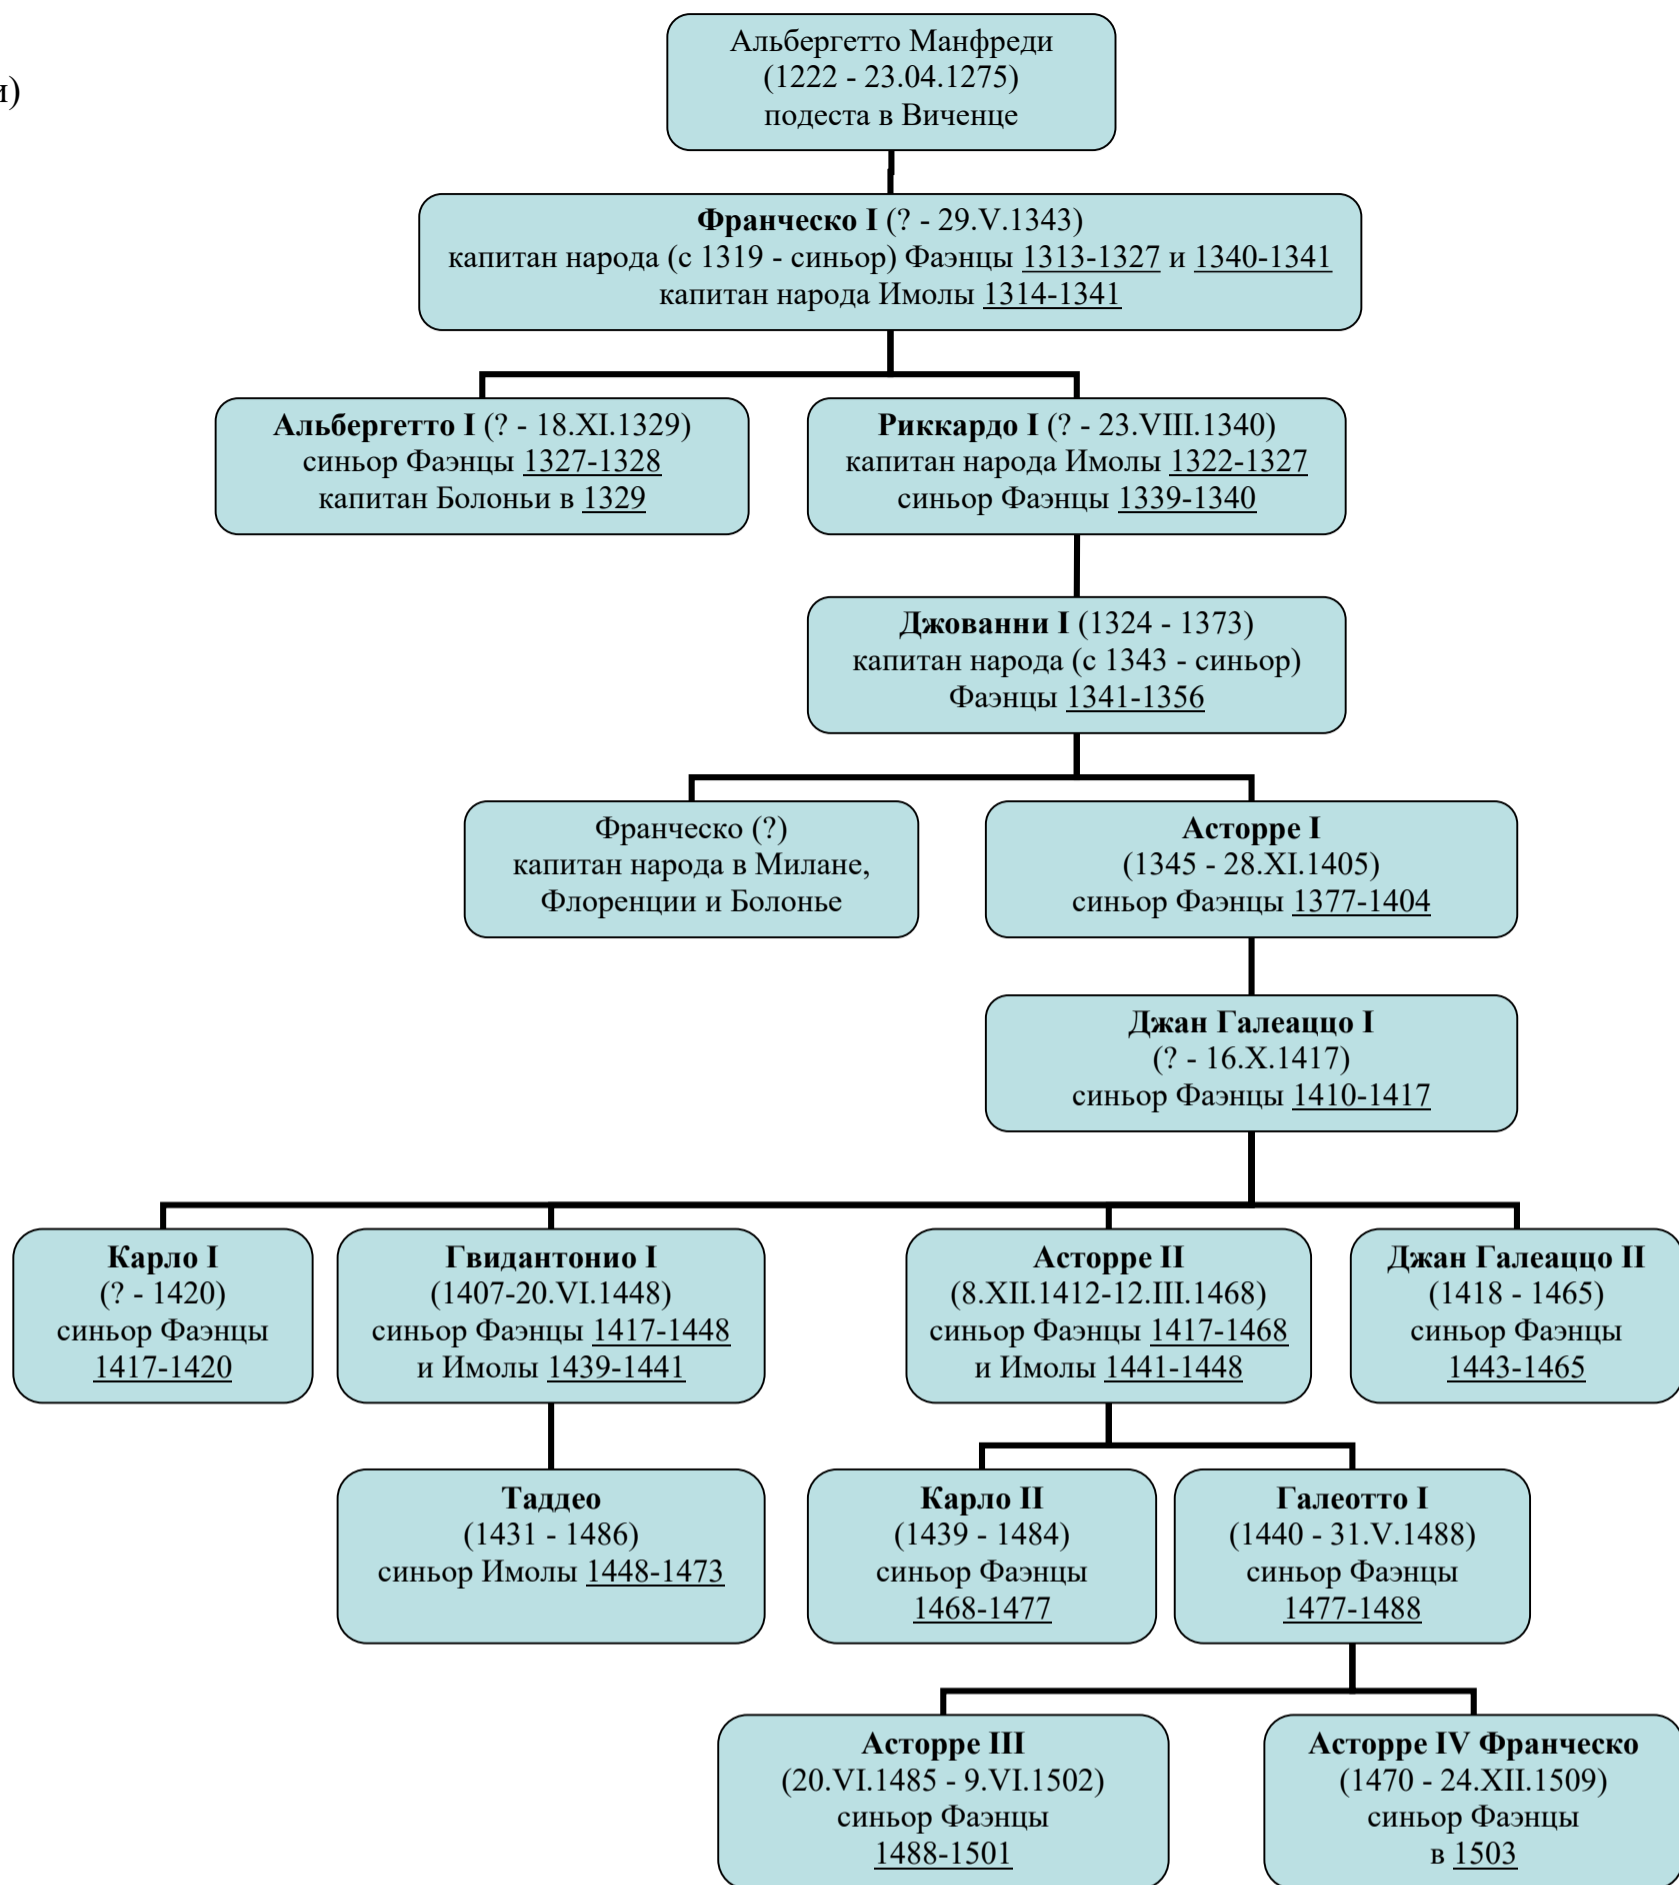 Альбергетто Манфреди
(1222 - 23.04.1275)
подеста в Виченце
и)
Франческо I (? - 29.V.1343)
капитан народа (с 1319 - синьор) Фаэнцы 1313-1327 и 1340-1341
капитан народа Имолы 1314-1341
Альбергетто I (? - 18.XI.1329)
синьор Фаэнцы 1327-1328
капитан Болоньи в 1329
Риккардо I (? - 23.VIII.1340)
капитан народа Имолы 1322-1327
синьор Фаэнцы 1339-1340
Джованни I (1324 - 1373)
капитан народа (с 1343 - синьор)
Фаэнцы 1341-1356
Франческо (?)
капитан народа в Милане,
Флоренции и Болонье
Асторре I
(1345 - 28.XI.1405)
синьор Фаэнцы 1377-1404
Джан Галеаццо I
(? - 16.X.1417)
синьор Фаэнцы 1410-1417
Карло I
(? - 1420)
синьор Фаэнцы
1417-1420
Гвидантонио I
(1407-20.VI.1448)
синьор Фаэнцы 1417-1448
и Имолы 1439-1441
Асторре II
(8.XII.1412-12.III.1468)
синьор Фаэнцы 1417-1468
и Имолы 1441-1448
Джан Галеаццо II
(1418 - 1465)
синьор Фаэнцы
1443-1465
Таддео
(1431 - 1486)
синьор Имолы 1448-1473
Карло II
(1439 - 1484)
синьор Фаэнцы
1468-1477
Галеотто I
(1440 - 31.V.1488)
синьор Фаэнцы
1477-1488
Асторре III
(20.VI.1485 - 9.VI.1502)
синьор Фаэнцы
1488-1501
Асторре IV Франческо
(1470 - 24.XII.1509)
синьор Фаэнцы
в 1503